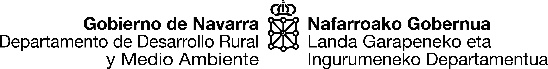 Gobierno de Navarra
Departamento de Desarrollo Rural
y Medio Ambiente
Nafarroako Gobernua
Landa Garapeneko eta
Ingurumeneko Departamentua